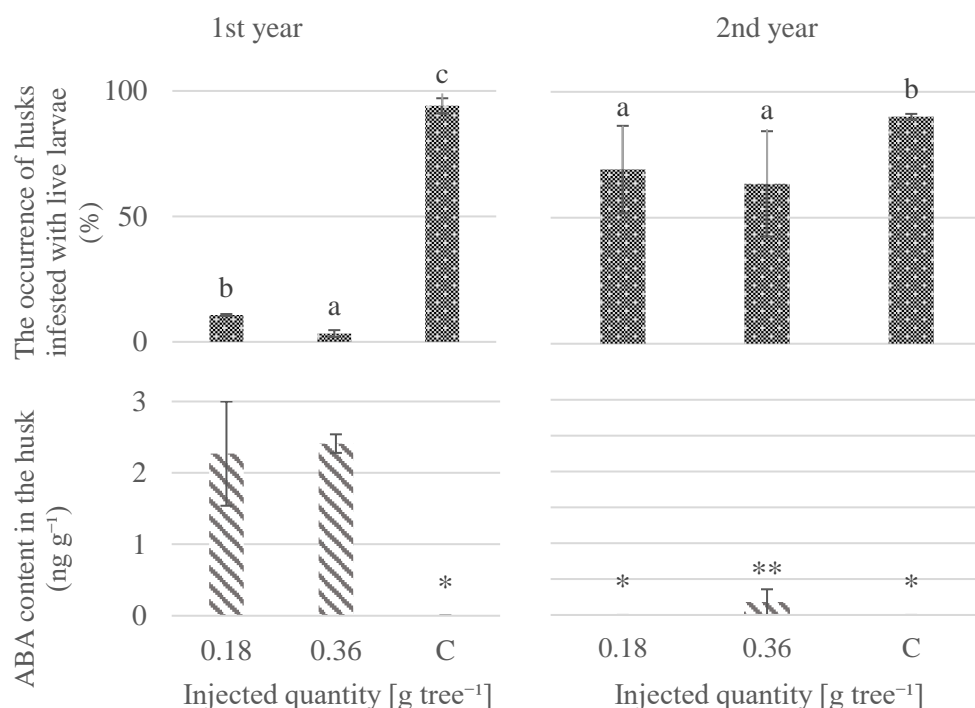 1st year
2nd year
The occurrence of husks
infested with live larvae
(%)
100
50
0
b
a
c
a
a
b
ABA content in the husk
(ng g⁻¹)
3
2
1
0
*
*
**
*
0.18
0.36
C
0.18
0.36
C
Injected quantity [g tree⁻¹]
Injected quantity [g tree⁻¹]